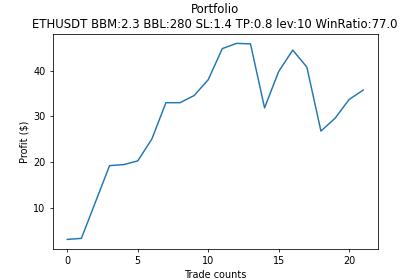 Portfolio
ETHUSDT BBM:2.3 BBL:280 SL:1.4 TP:0.8 lev:10 WinRatio:77.0
40
30
20
10
Profit ($)
0 5 10 15 20
Trade counts